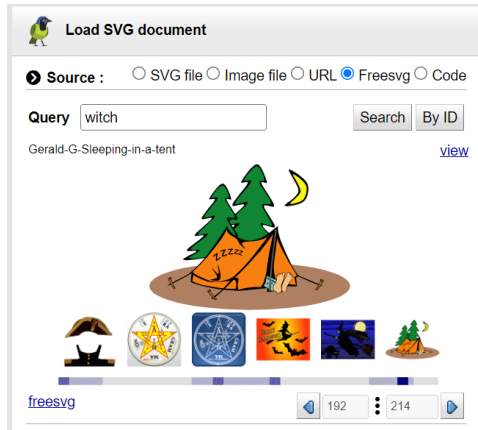 Load SVG document
Source : SVG file Image file URL Freesvg Code
Query witch Search By ID
Gerald-G-Sleeping-in-a-tent view
zzzzz
freesvg 192 214